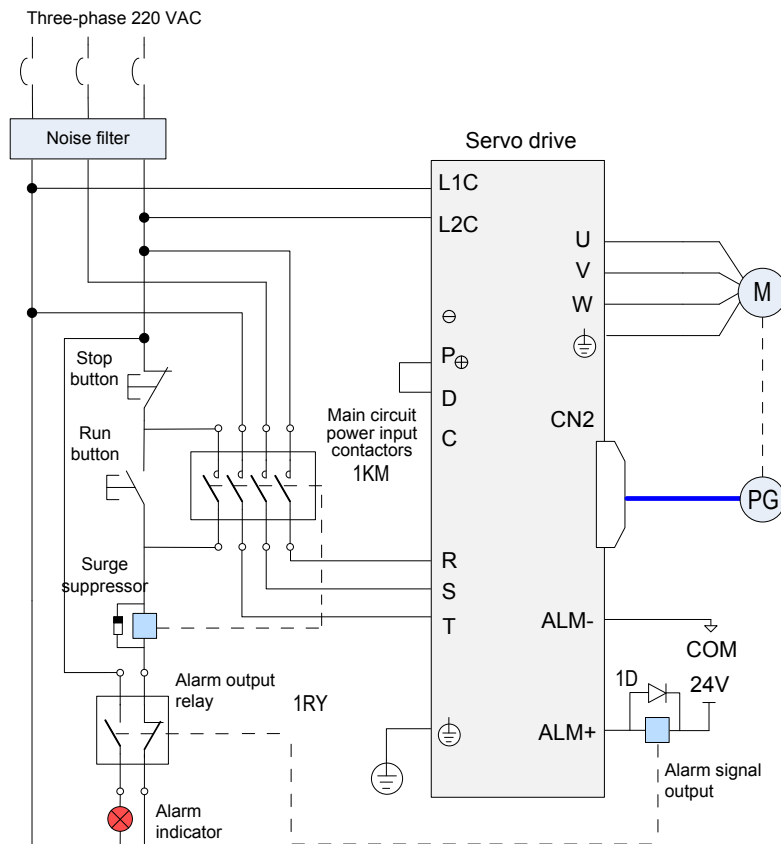 Three-phase 220 VAC
Noise filter
Servo drive
L1C
L2C
U
V
W
M
⊖
P⊕
D
C
Stop
button
Run
button
Main circuit
power input
contactors
1KM
CN2
PG
Surge
suppressor
R
S
T
ALM-
COM
1D
24V
ALM+
Alarm output
relay
1RY
Alarm signal
output
Alarm
indicator